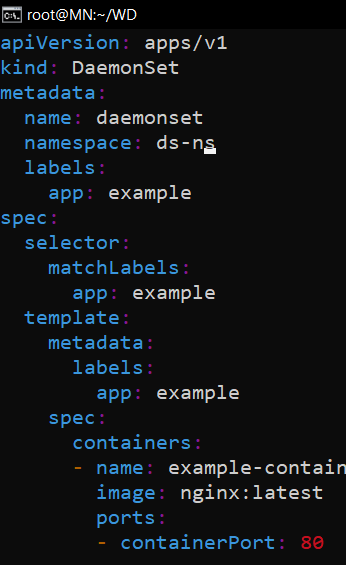 root@MN:~/WD
apiVersion: apps/v1
kind: DaemonSet
metadata:
  name: daemonset
  namespace: ds-ns
  labels:
    app: example
spec:
  selector:
    matchLabels:
      app: example
  template:
    metadata:
      labels:
        app: example
    spec:
      containers:
      - name: example-contain
        image: nginx:latest
        ports:
        - containerPort: 80